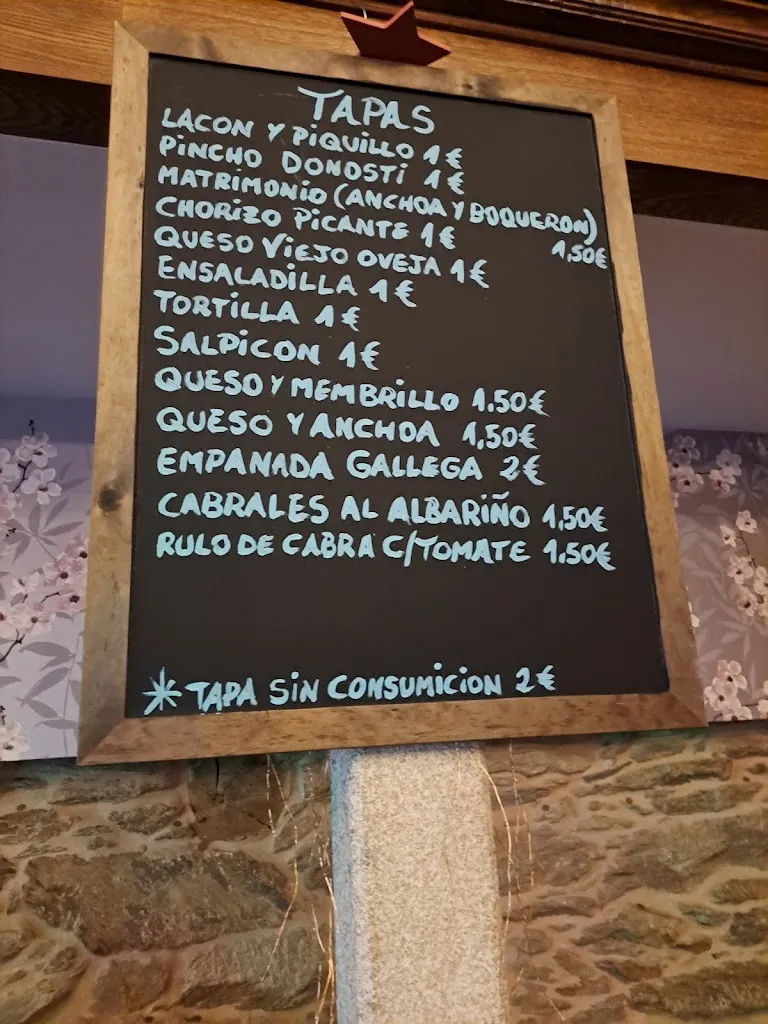 TAPAS
LACON Y PIQUILLO 1€
PINCHO DONOSTI 1€
MATRIMONIO (ANCHOA Y BOQUERON)
1,50€
CHORIZO PICANTE 1€
QUESO VIEJO OVEJA 1€
ENSALADILLA 1€
TORTILLA 1€
SALPICON 1€
QUESO Y MEMBRILLO 1.50€
QUESO Y ANCHOA 1,50€
EMPANADA GALLEGA 2€
CABRALES AL ALBARIÑO 1,50€
RULO DE CABRA C/TOMATE 1.50€
* TAPA SIN CONSUMICION 2€